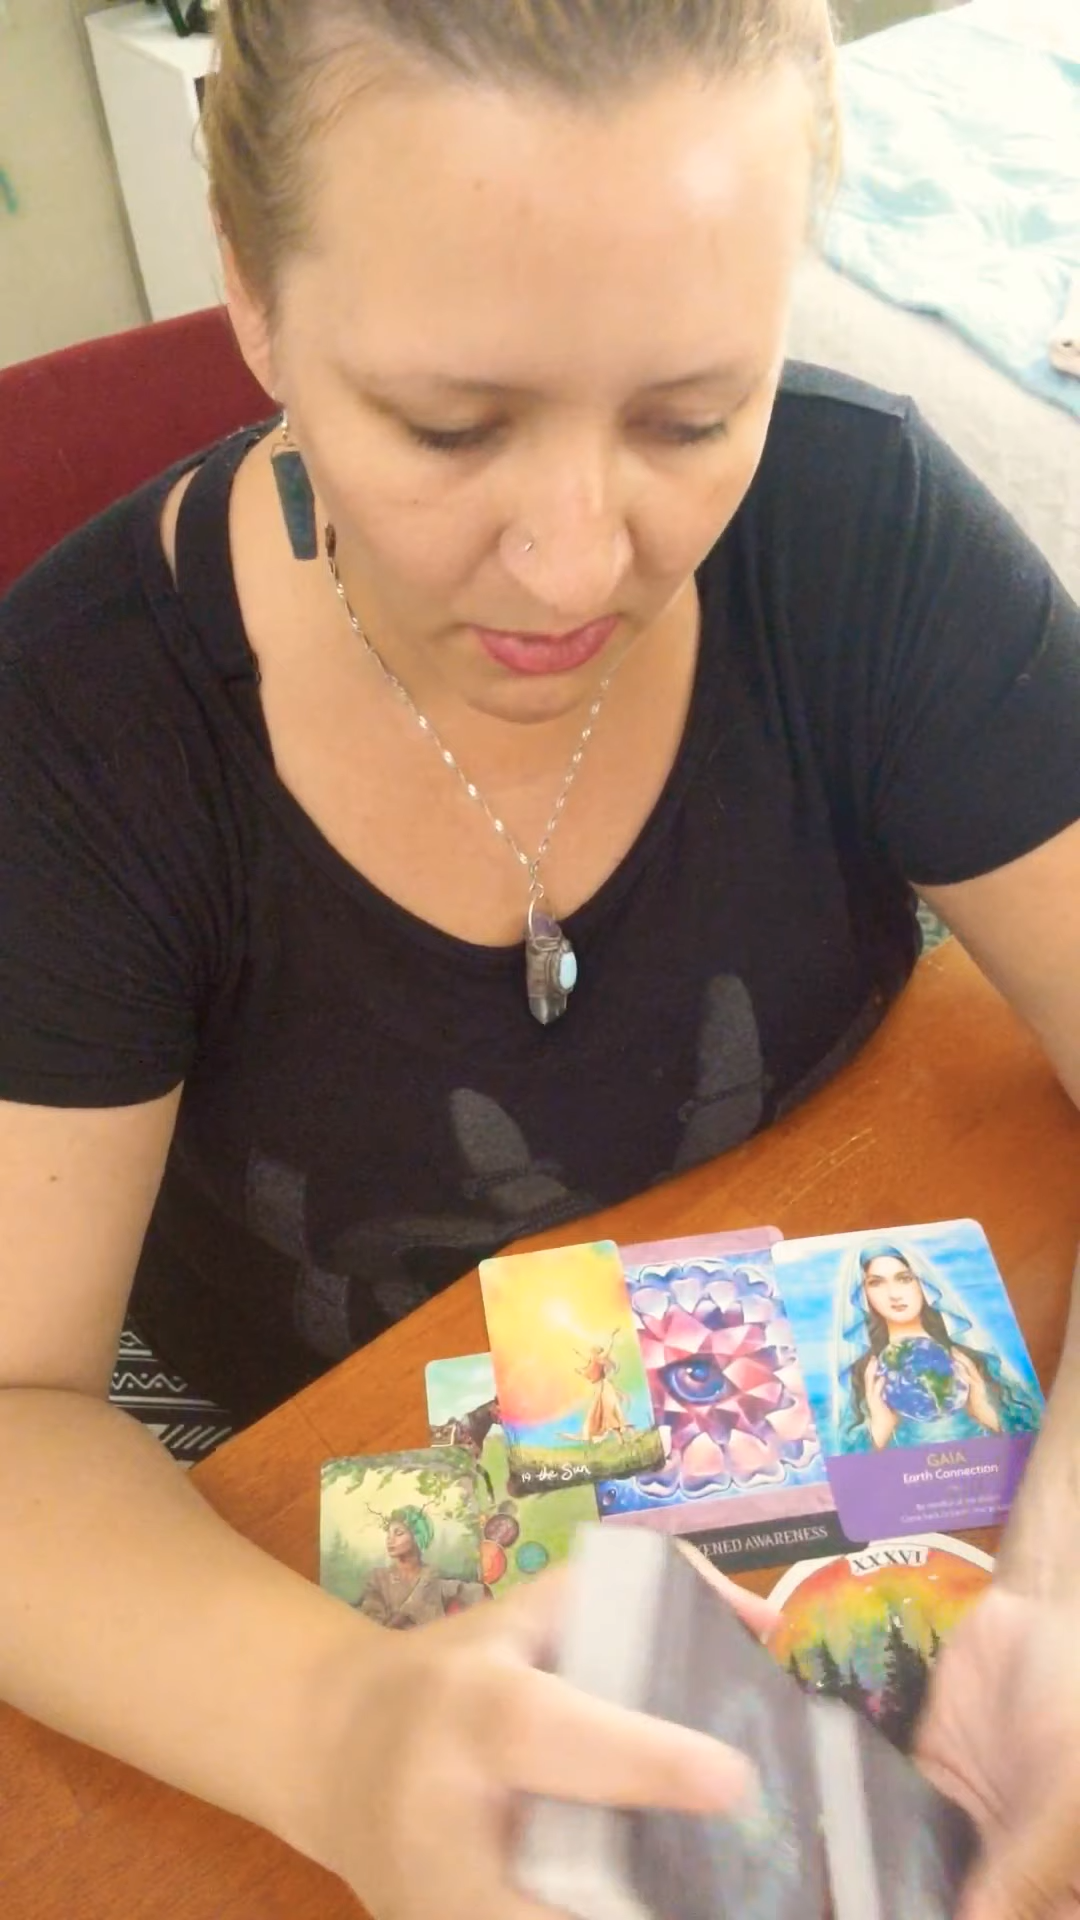 19 the Sun
GAIA
Earth Connection
KENED AWARENESS
XXXVI